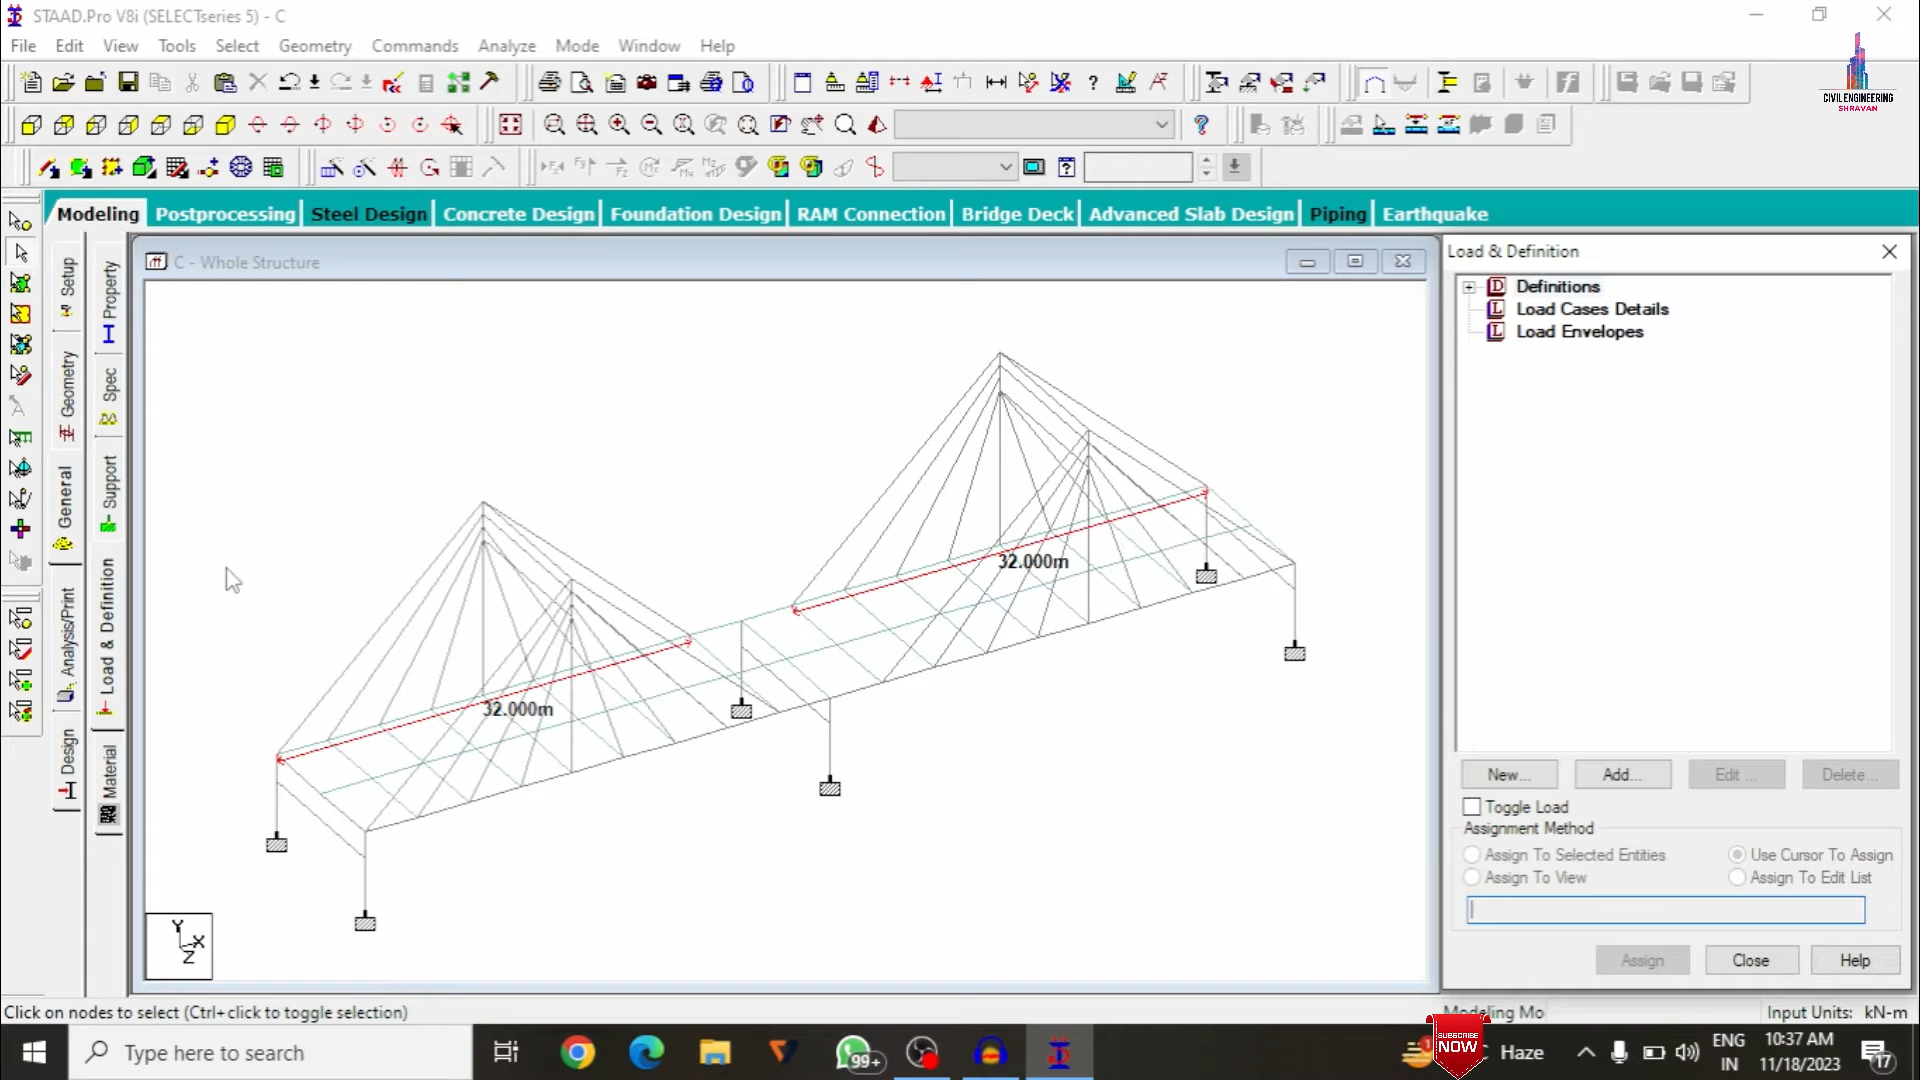 STAAD.Pro V8i (SELECTseries 5) - C
File Edit View Tools Select Geometry Commands Analyze Mode Window Help
CIVIL ENGINEERING
SHRAVAN
Modeling Postprocessing Steel Design Concrete Design Foundation Design RAM Connection Bridge Deck Advanced Slab Design Piping Earthquake
Setup
Geometry
General
Analysis/Print
Design
Property
Spec
Support
Load & Definition
Material
C - Whole Structure
32.000m
32.000m
Y
X
Z
Load & Definition
Definitions
Load Cases Details
Load Envelopes
New... Add... Edit ... Delete...
Toggle Load
Assignment Method
Assign To Selected Entities Use Cursor To Assign
Assign To View Assign To Edit List
Assign Close Help
Click on nodes to select (Ctrl+click to toggle selection) Modeling Mo Input Units: kN-m
Type here to search
99+
SUBSCRIBE
NOW
C Haze
ENG
IN
10:37 AM
11/18/2023
17